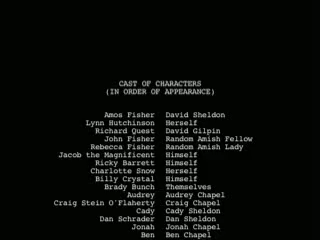 CAST OF CHARACTERS
(IN ORDER OF APPEARANCE)
Amos Fisher David Sheldon
Lynn Hutchinson Herself
Richard Quest David Gilpin
John Fisher Random Amish Fellow
Rebecca Fisher Random Amish Lady
Jacob the Magnificent Himself
Ricky Barrett Himself
Charlotte Snow Herself
Billy Crystal Himself
Brady Bunch Themselves
Audrey Audrey Chapel
Craig Stein O'Flaherty Craig Chapel
Cady Cady Sheldon
Dan Schrader Dan Sheldon
Jonah Jonah Chapel
Ben Ben Chapel